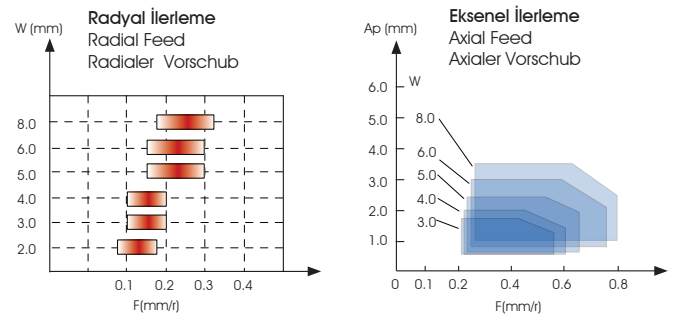 W (mm)
Radyal İlerleme
Radial Feed
Radialer Vorschub
8.0
6.0
5.0
4.0
3.0
2.0
0.1 0.2 0.3 0.4
F(mm/r)
Ap (mm)
Eksenel İlerleme
Axial Feed
Axialer Vorschub
6.0
5.0
4.0
3.0
2.0
1.0
W
8.0
6.0
5.0
4.0
3.0
0 0.1 0.2 0.4 0.6 0.8
F(mm/r)